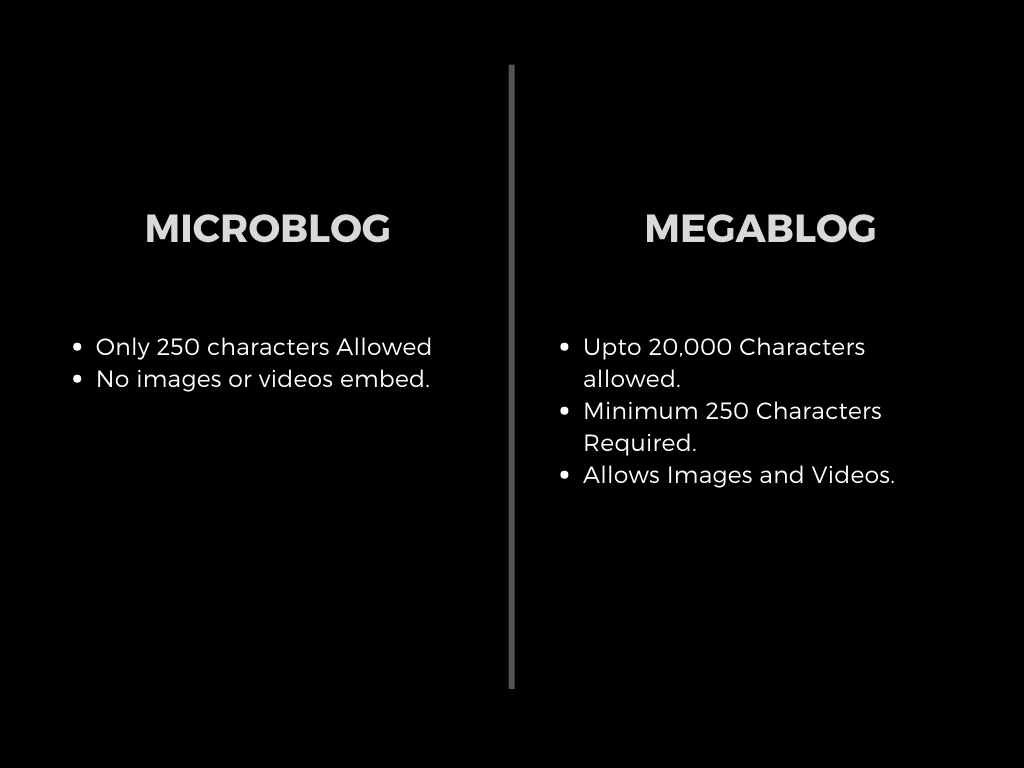 MICROBLOG
• Only 250 characters Allowed
• No images or videos embed.
MEGABLOG
• Upto 20,000 Characters
allowed.
• Minimum 250 Characters
Required.
• Allows Images and Videos.